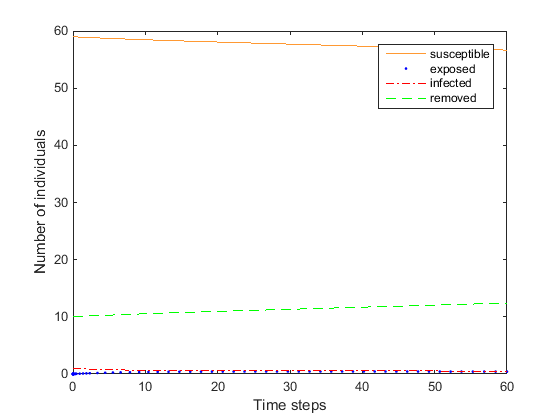 60
50
40
30
20
10
0
Number of individuals
susceptible
exposed
infected
removed
0 10 20 30 40 50 60
Time steps